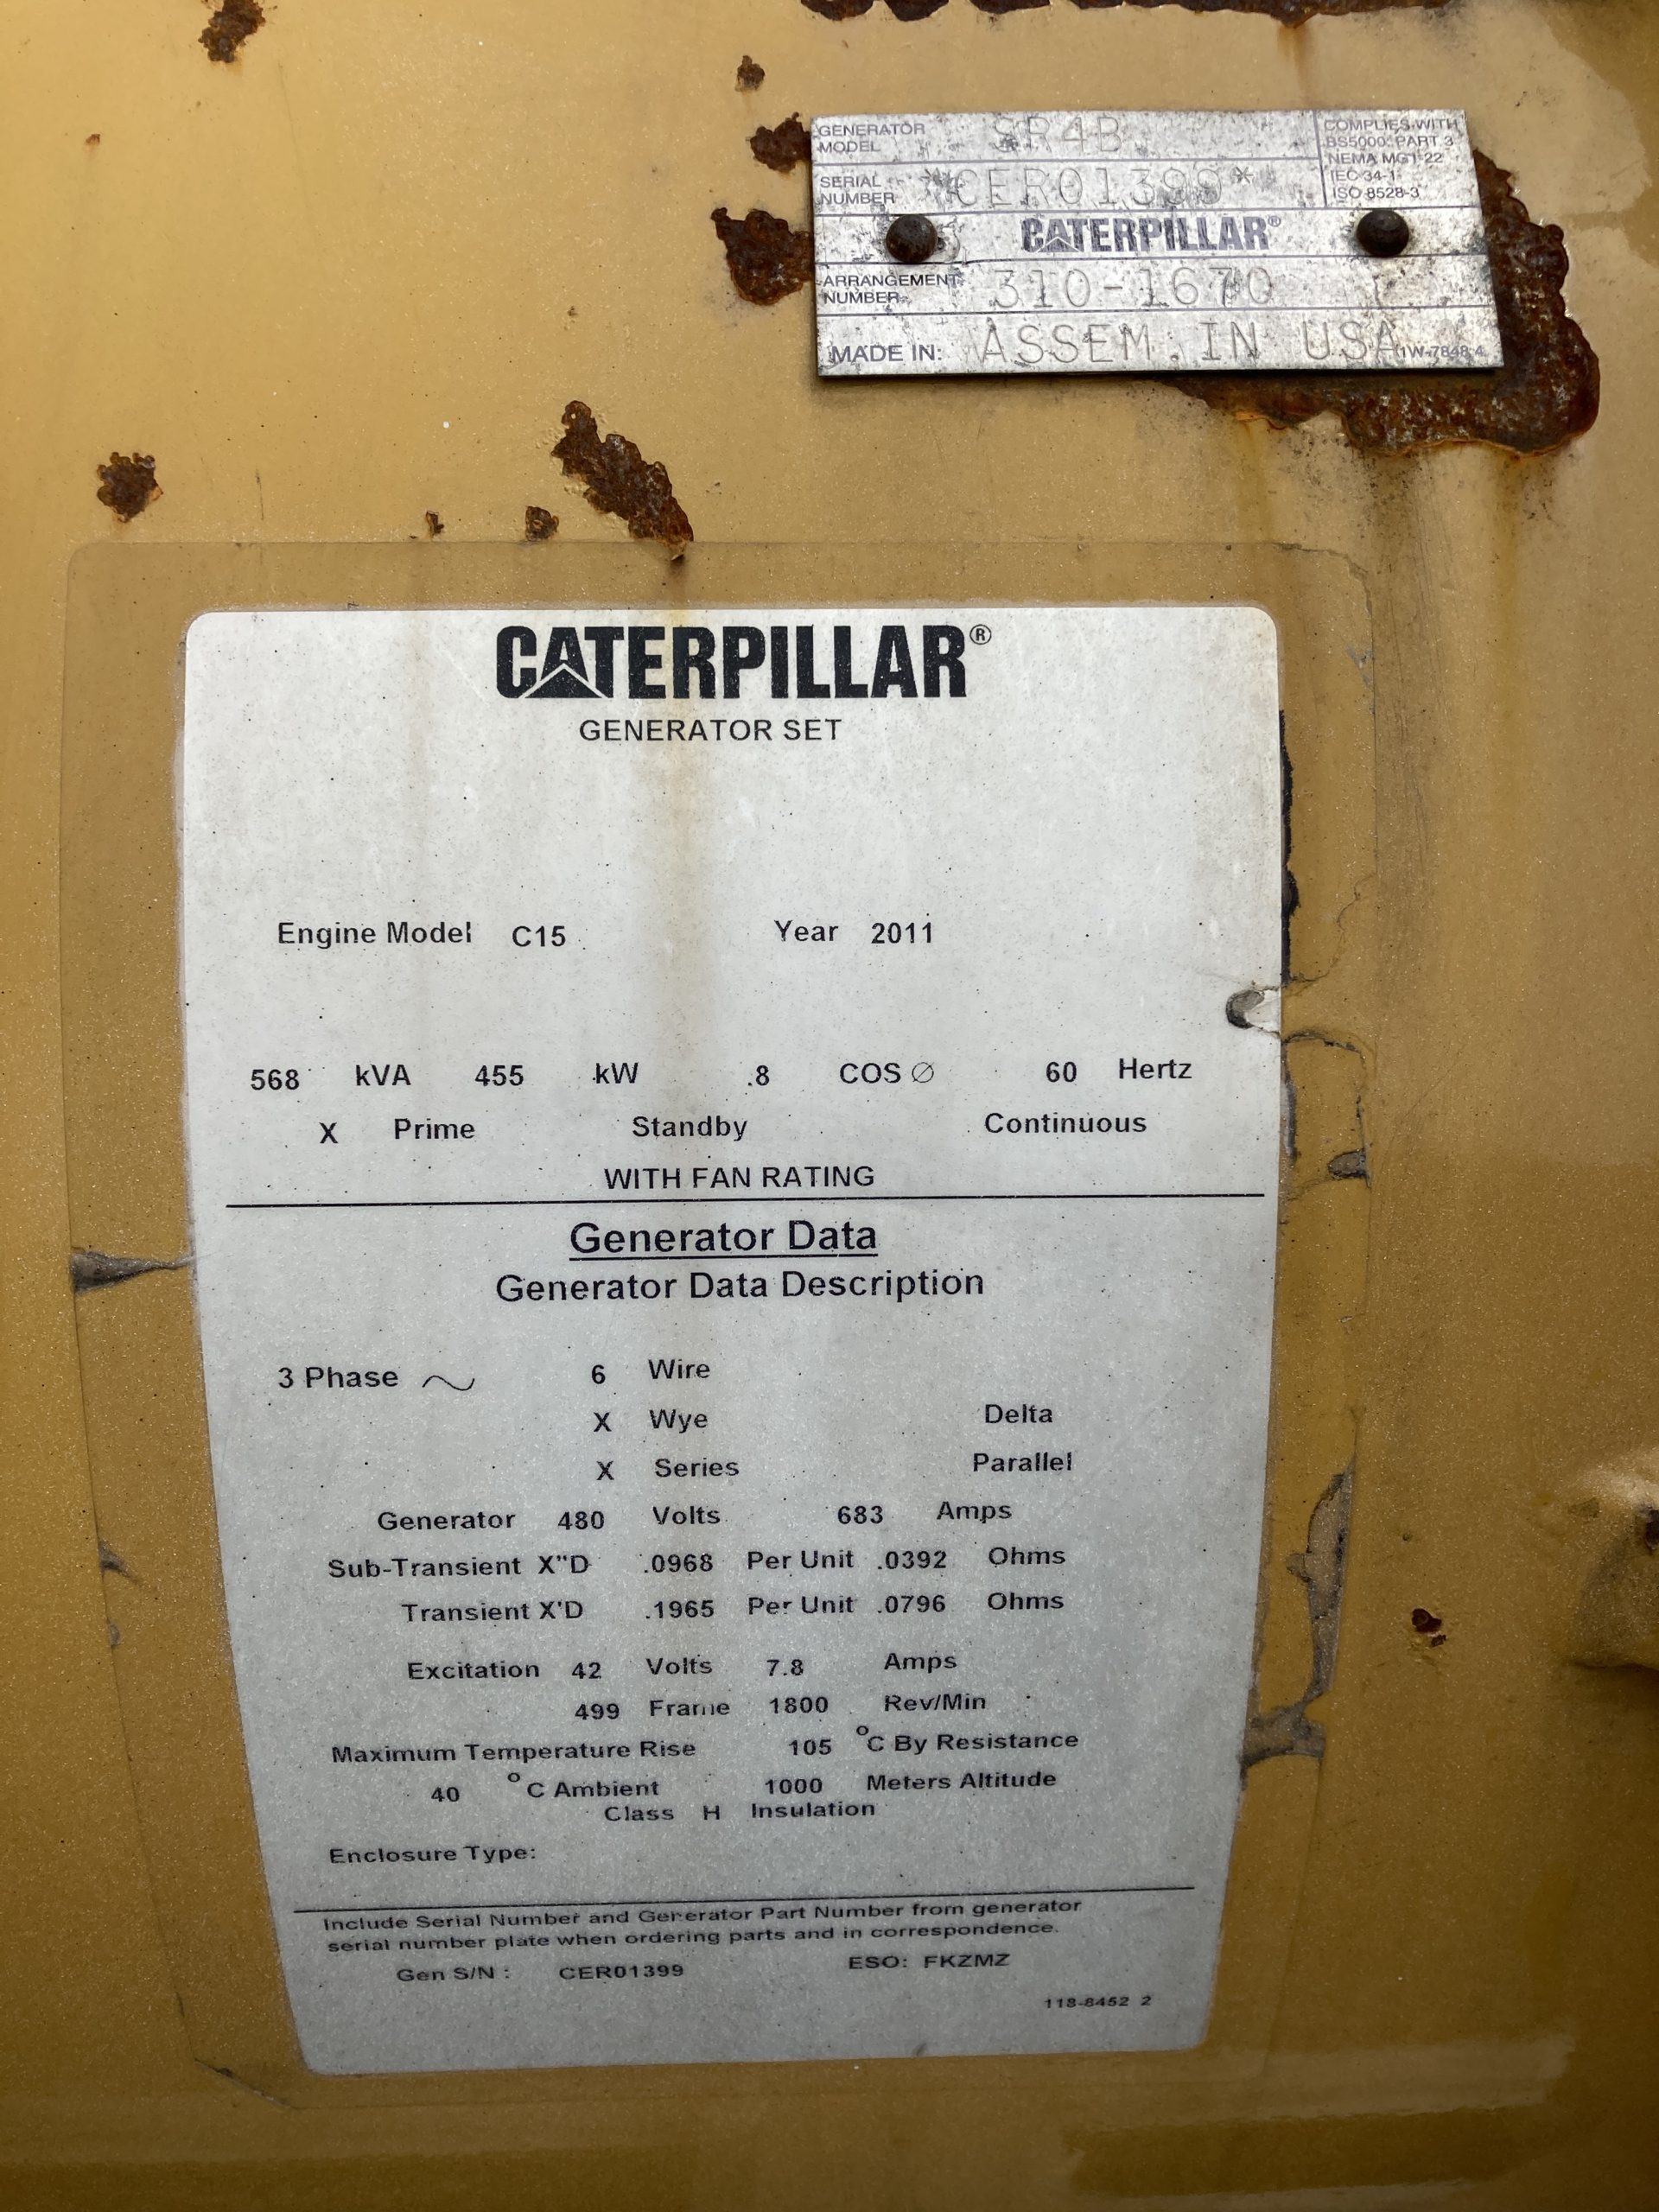 GENERATOR MODEL SR4B
COMPLIES WITH
BS5000: PART 3
NEMA MG1-22
IEC 34-1
ISO 8528-3
SERIAL NUMBER *CER01399*
CATERPILLAR®
ARRANGEMENT NUMBER 310-1670
MADE IN: ASSEM. IN USA 1W-7848 4
CATERPILLAR®
GENERATOR SET
Engine Model C15 Year 2011
568 kVA 455 kW .8 COS Ø 60 Hertz
X Prime Standby Continuous
WITH FAN RATING
Generator Data
Generator Data Description
3 Phase ~ 6 Wire
X Wye Delta
X Series Parallel
Generator 480 Volts 683 Amps
Sub-Transient X"D .0968 Per Unit .0392 Ohms
Transient X'D .1965 Per Unit .0796 Ohms
Excitation 42 Volts 7.8 Amps
499 Frame 1800 Rev/Min
Maximum Temperature Rise 105 °C By Resistance
40 °C Ambient 1000 Meters Altitude
Class H Insulation
Enclosure Type:
Include Serial Number and Generator Part Number from generator
serial number plate when ordering parts and in correspondence.
Gen S/N : CER01399 ESO: FKZMZ
118-8452 2